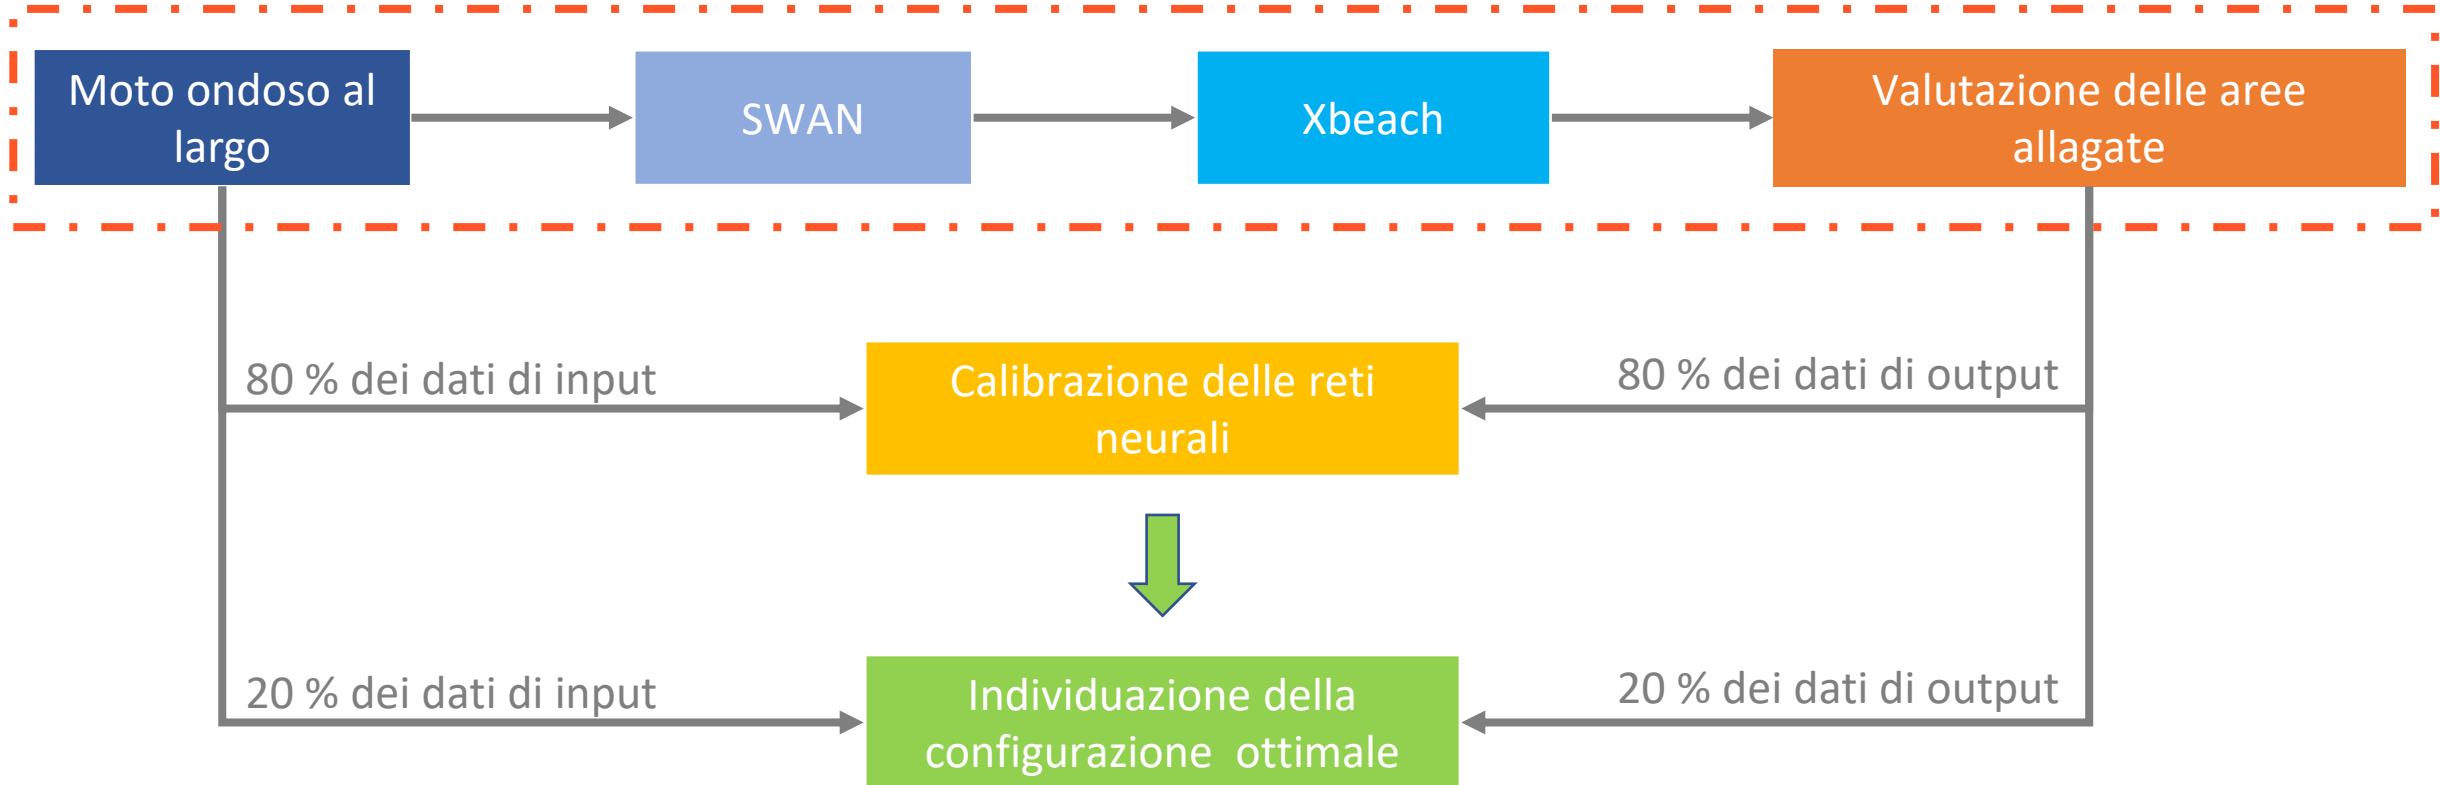 Moto ondoso al
largo
SWAN
Xbeach
Valutazione delle aree
allagate
80 % dei dati di input
Calibrazione delle reti
neurali
80 % dei dati di output
20 % dei dati di input
Individuazione della
configurazione  ottimale
20 % dei dati di output